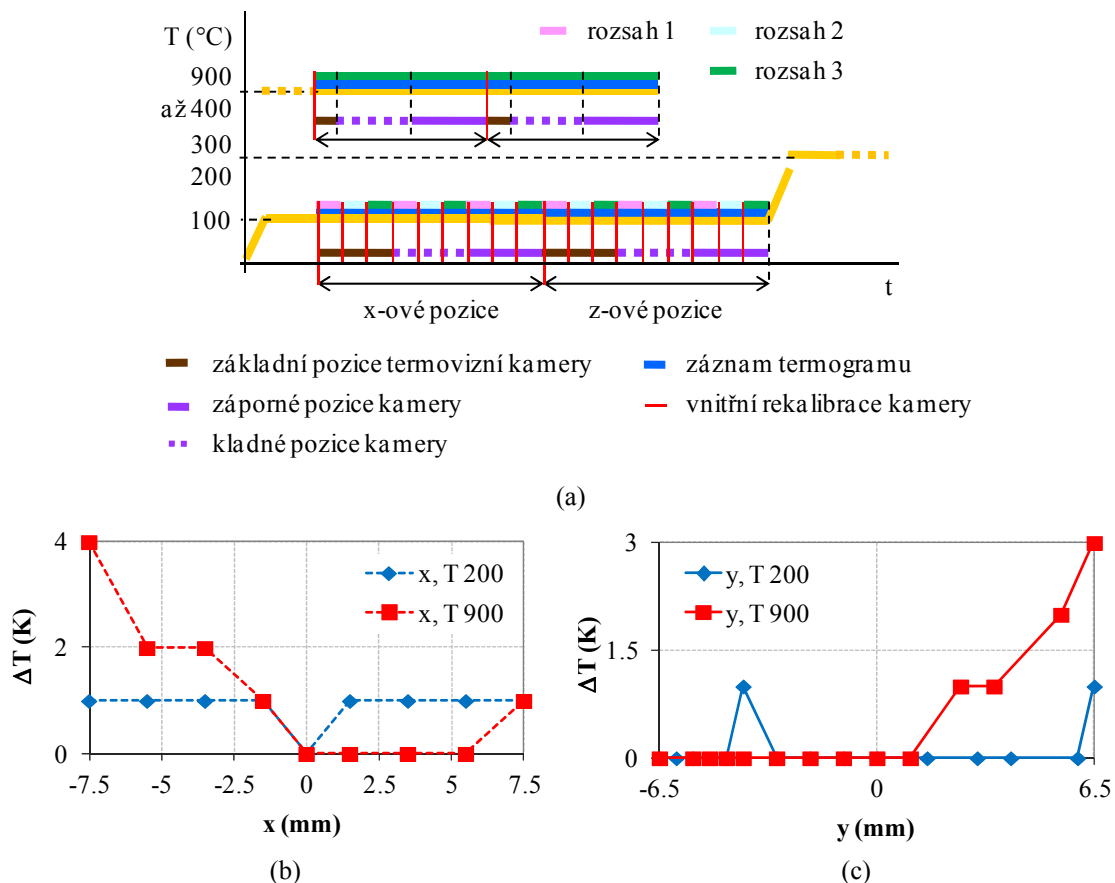 T (°C)
rozsah 1
rozsah 2
rozsah 3
900
až 400
300
200
100
t
x-ové pozice
z-ové pozice
základní pozice termovizní kamery
záznam termogramu
záporné pozice kamery
vnitřní rekalibrace kamery
kladné pozice kamery
(a)
4
2
0
ΔT (K)
x, T 200
x, T 900
-7.5 -5 -2.5 0 2.5 5 7.5
x (mm)
(b)
3
1.5
0
ΔT (K)
y, T 200
y, T 900
-6.5 0 6.5
y (mm)
(c)